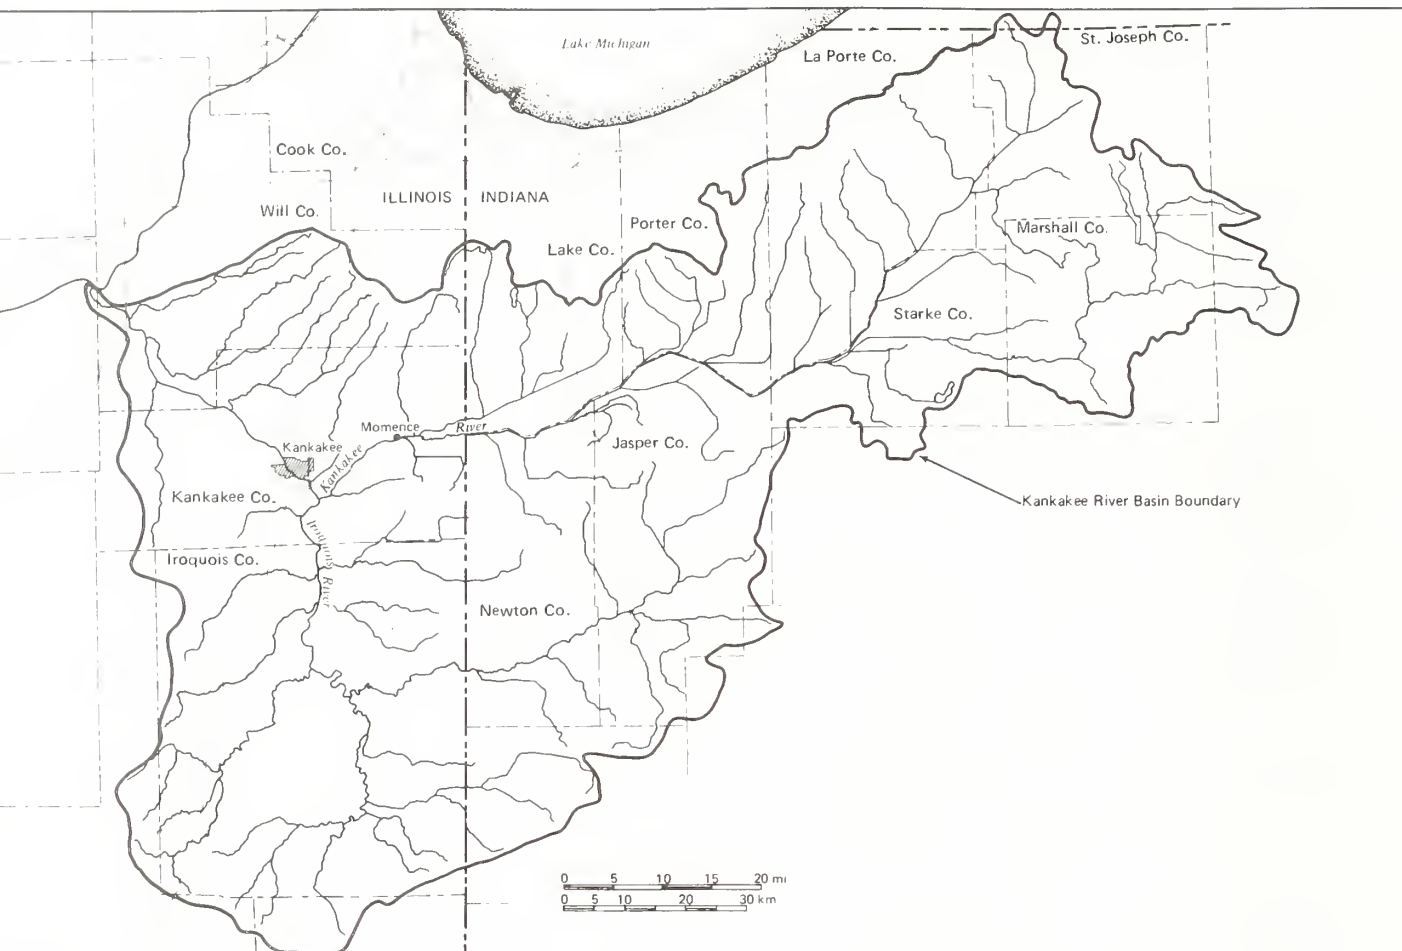 Lake Michigan
St. Joseph Co.
La Porte Co.
Cook Co.
ILLINOIS INDIANA
Will Co.
Porter Co.
Marshall Co.
Lake Co.
Starke Co.
Momence
River
Kankakee
Jasper Co.
Kankakee
Kankakee Co.
Kankakee River Basin Boundary
Iroquois River
Iroquois Co.
Newton Co.
0 5 10 15 20 mi
0 5 10 20 30 km